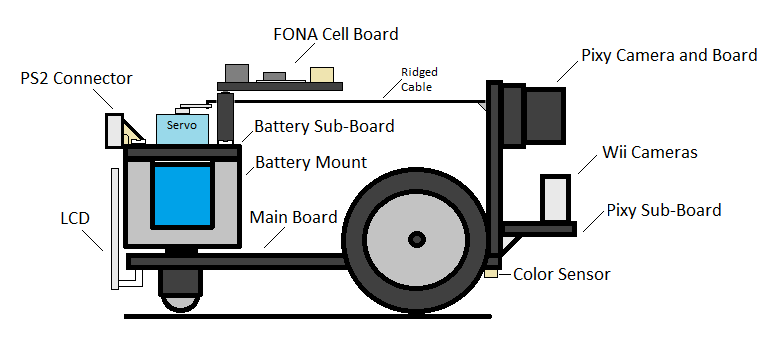 FONA Cell Board
Pixy Camera and Board
PS2 Connector
Ridged
Cable
Servo
Battery Sub-Board
Battery Mount
Wii Cameras
LCD
Main Board
Pixy Sub-Board
Color Sensor